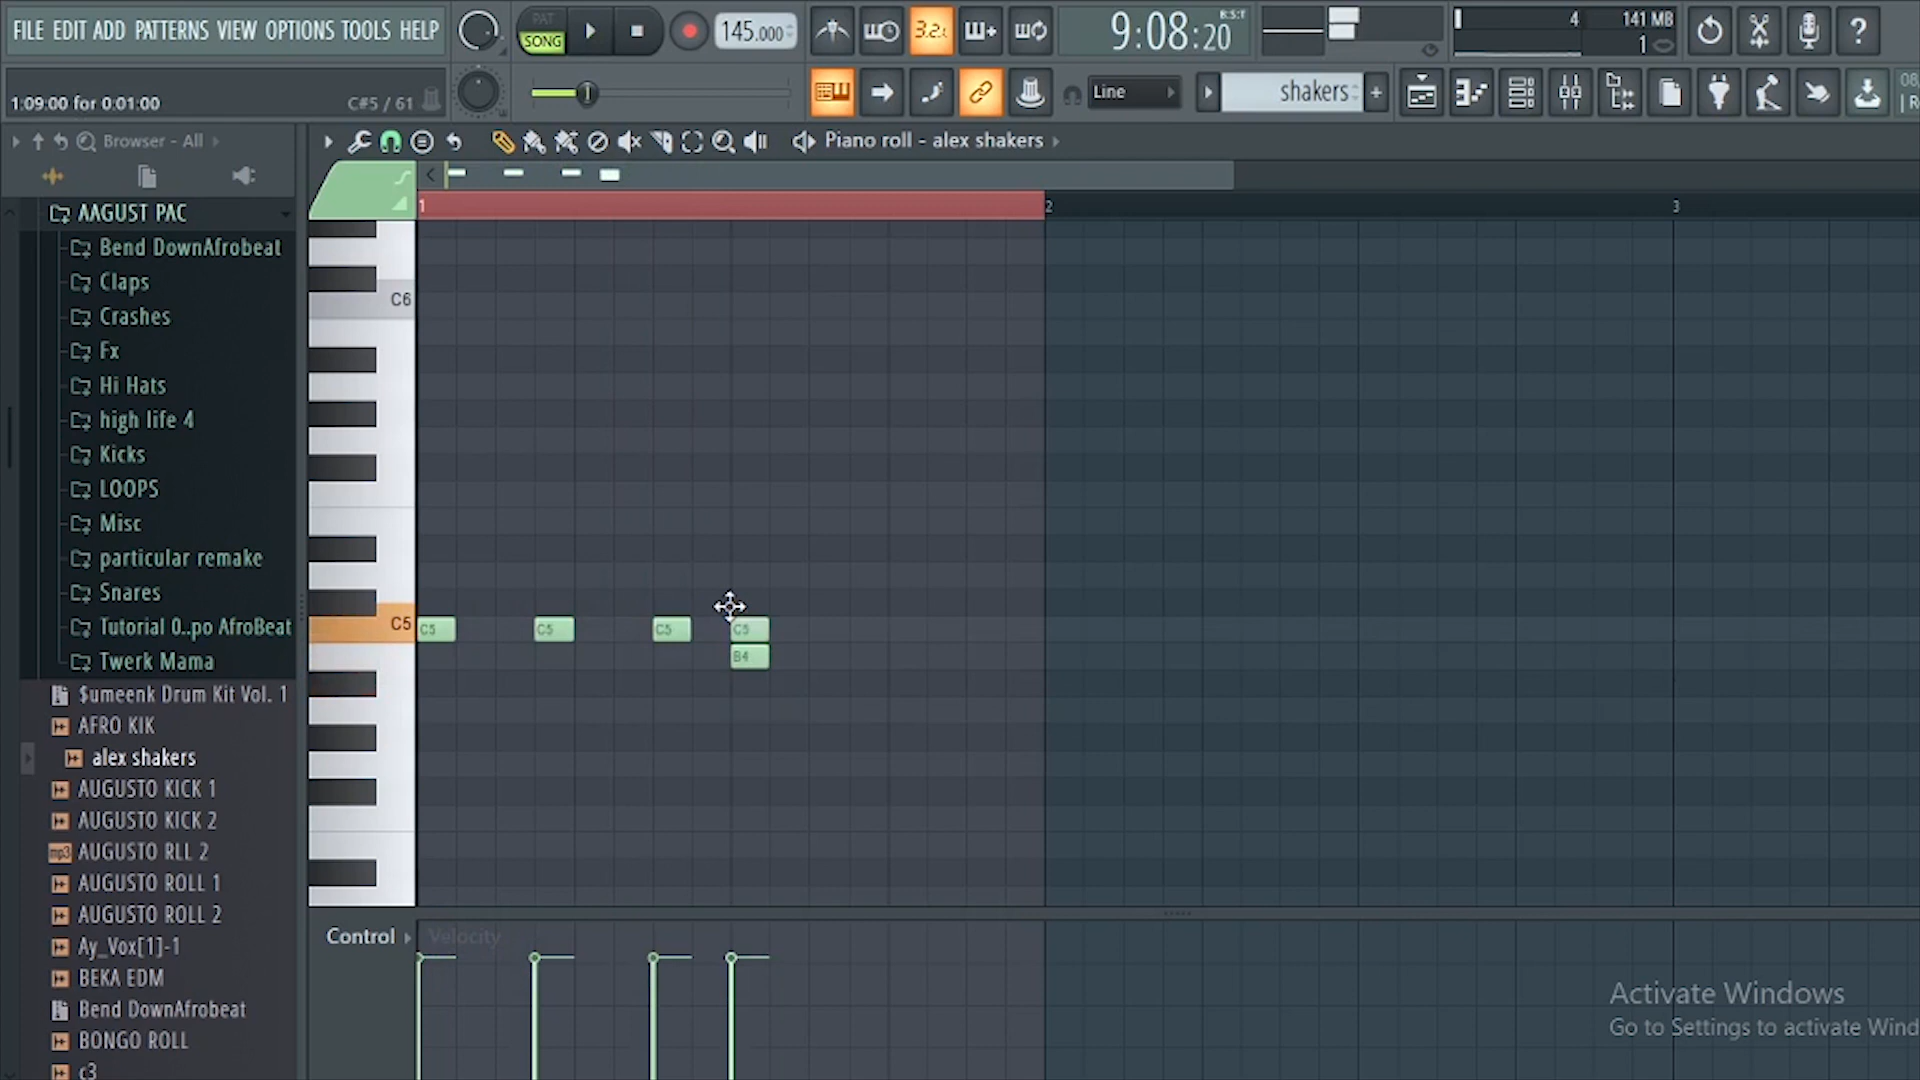 FILE EDIT ADD PATTERNS VIEW OPTIONS TOOLS HELP
PAT
SONG
145.000
3.2.
9:08:20
B:S:T
4
141 MB
1
1:09:00 for 0:01:00
C#5 / 61
Line
shakers
Browser - All
Piano roll - alex shakers
1
2
3
AAGUST PAC
Bend DownAfrobeat
Claps
Crashes
Fx
Hi Hats
high life 4
Kicks
LOOPS
Misc
particular remake
Snares
Tutorial 0..po AfroBeat
Twerk Mama
$umeenk Drum Kit Vol. 1
AFRO KIK
alex shakers
AUGUSTO KICK 1
AUGUSTO KICK 2
mp3
AUGUSTO RLL 2
AUGUSTO ROLL 1
AUGUSTO ROLL 2
Ay_Vox[1]-1
BEKA EDM
Bend DownAfrobeat
BONGO ROLL
c3
C6
C5
C5
C5
C5
C5
B4
Control
Velocity
Activate Windows
Go to Settings to activate Wind